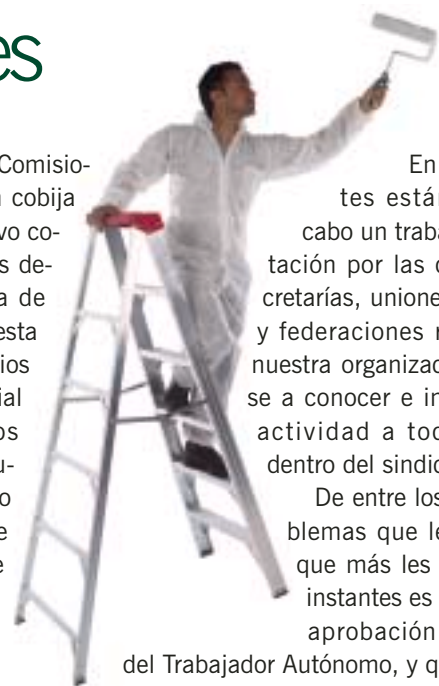 es
Comisio-
cobija
vo co-
s de-
a de
esta
ios
ial
os
u-
o
e
e
En
tes están
cabo un traba
tación por las
cretarías, unione
y federaciones
nuestra organizac
se a conocer e in
actividad a tod
dentro del sindic
De entre los
blemas que le
que más les
instantes es
aprobación
del Trabajador Autónomo, y q